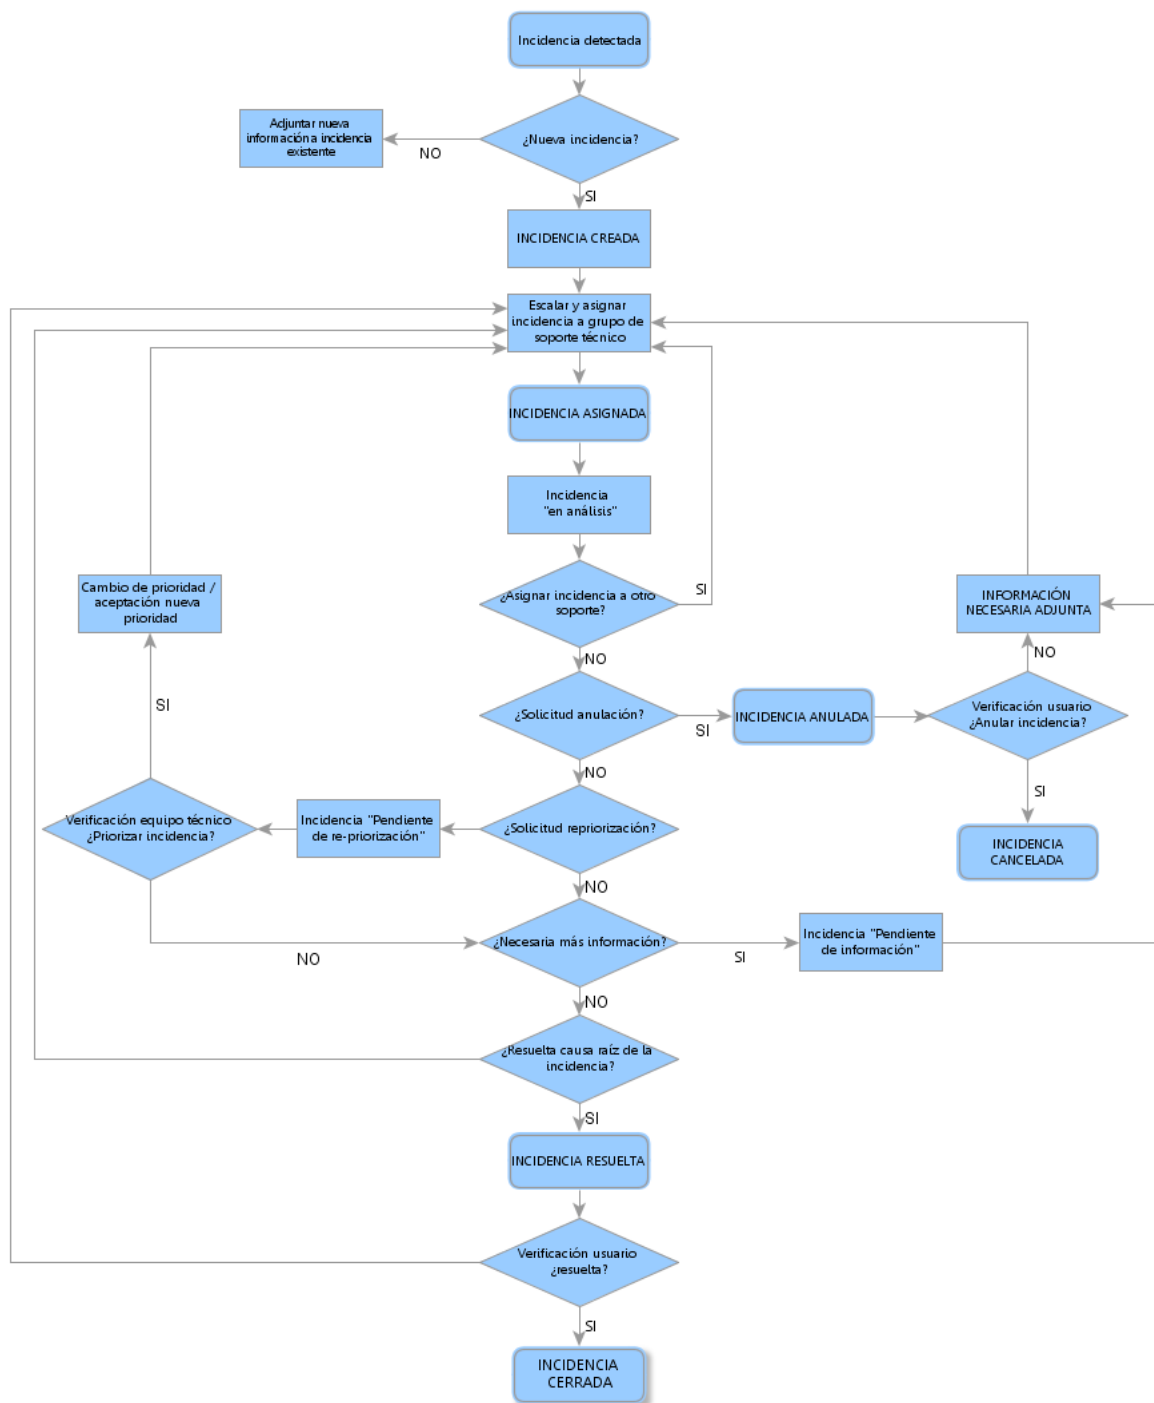 Incidencia detectada
¿Nueva incidencia?
NO
Adjuntar nueva
información a incidencia
existente
SI
INCIDENCIA CREADA
Escalar y asignar
incidencia a grupo de
soporte técnico
INCIDENCIA ASIGNADA
Incidencia
"en análisis"
¿Asignar incidencia a otro
soporte?
SI
NO
Cambio de prioridad /
aceptación nueva
prioridad
INFORMACIÓN
NECESARIA ADJUNTA
NO
SI
¿Solicitud anulación?
SI
INCIDENCIA ANULADA
Verificación usuario
¿Anular incidencia?
NO
SI
Verificación equipo técnico
¿Priorizar incidencia?
Incidencia "Pendiente
de re-priorización"
¿Solicitud repriorización?
INCIDENCIA
CANCELADA
NO
NO
¿Necesaria más información?
SI
Incidencia "Pendiente
de información"
NO
¿Resuelta causa raíz de la
incidencia?
SI
INCIDENCIA RESUELTA
Verificación usuario
¿resuelta?
SI
INCIDENCIA
CERRADA